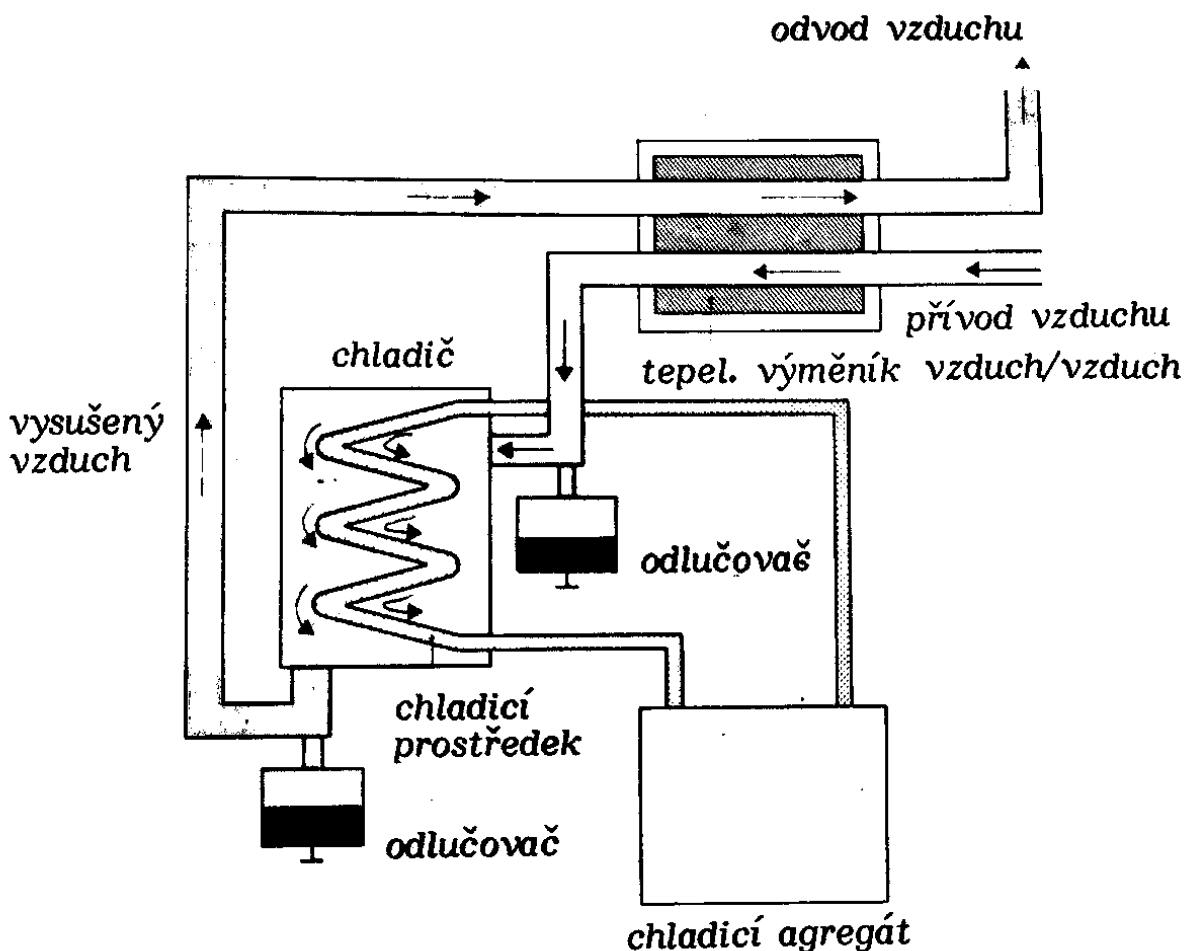 odvod vzduchu
přívod vzduchu
tepel. výměník vzduch/vzduch
chladič
vysušený
vzduch
odlučovač
chladicí
prostředek
odlučovač
chladicí agregát